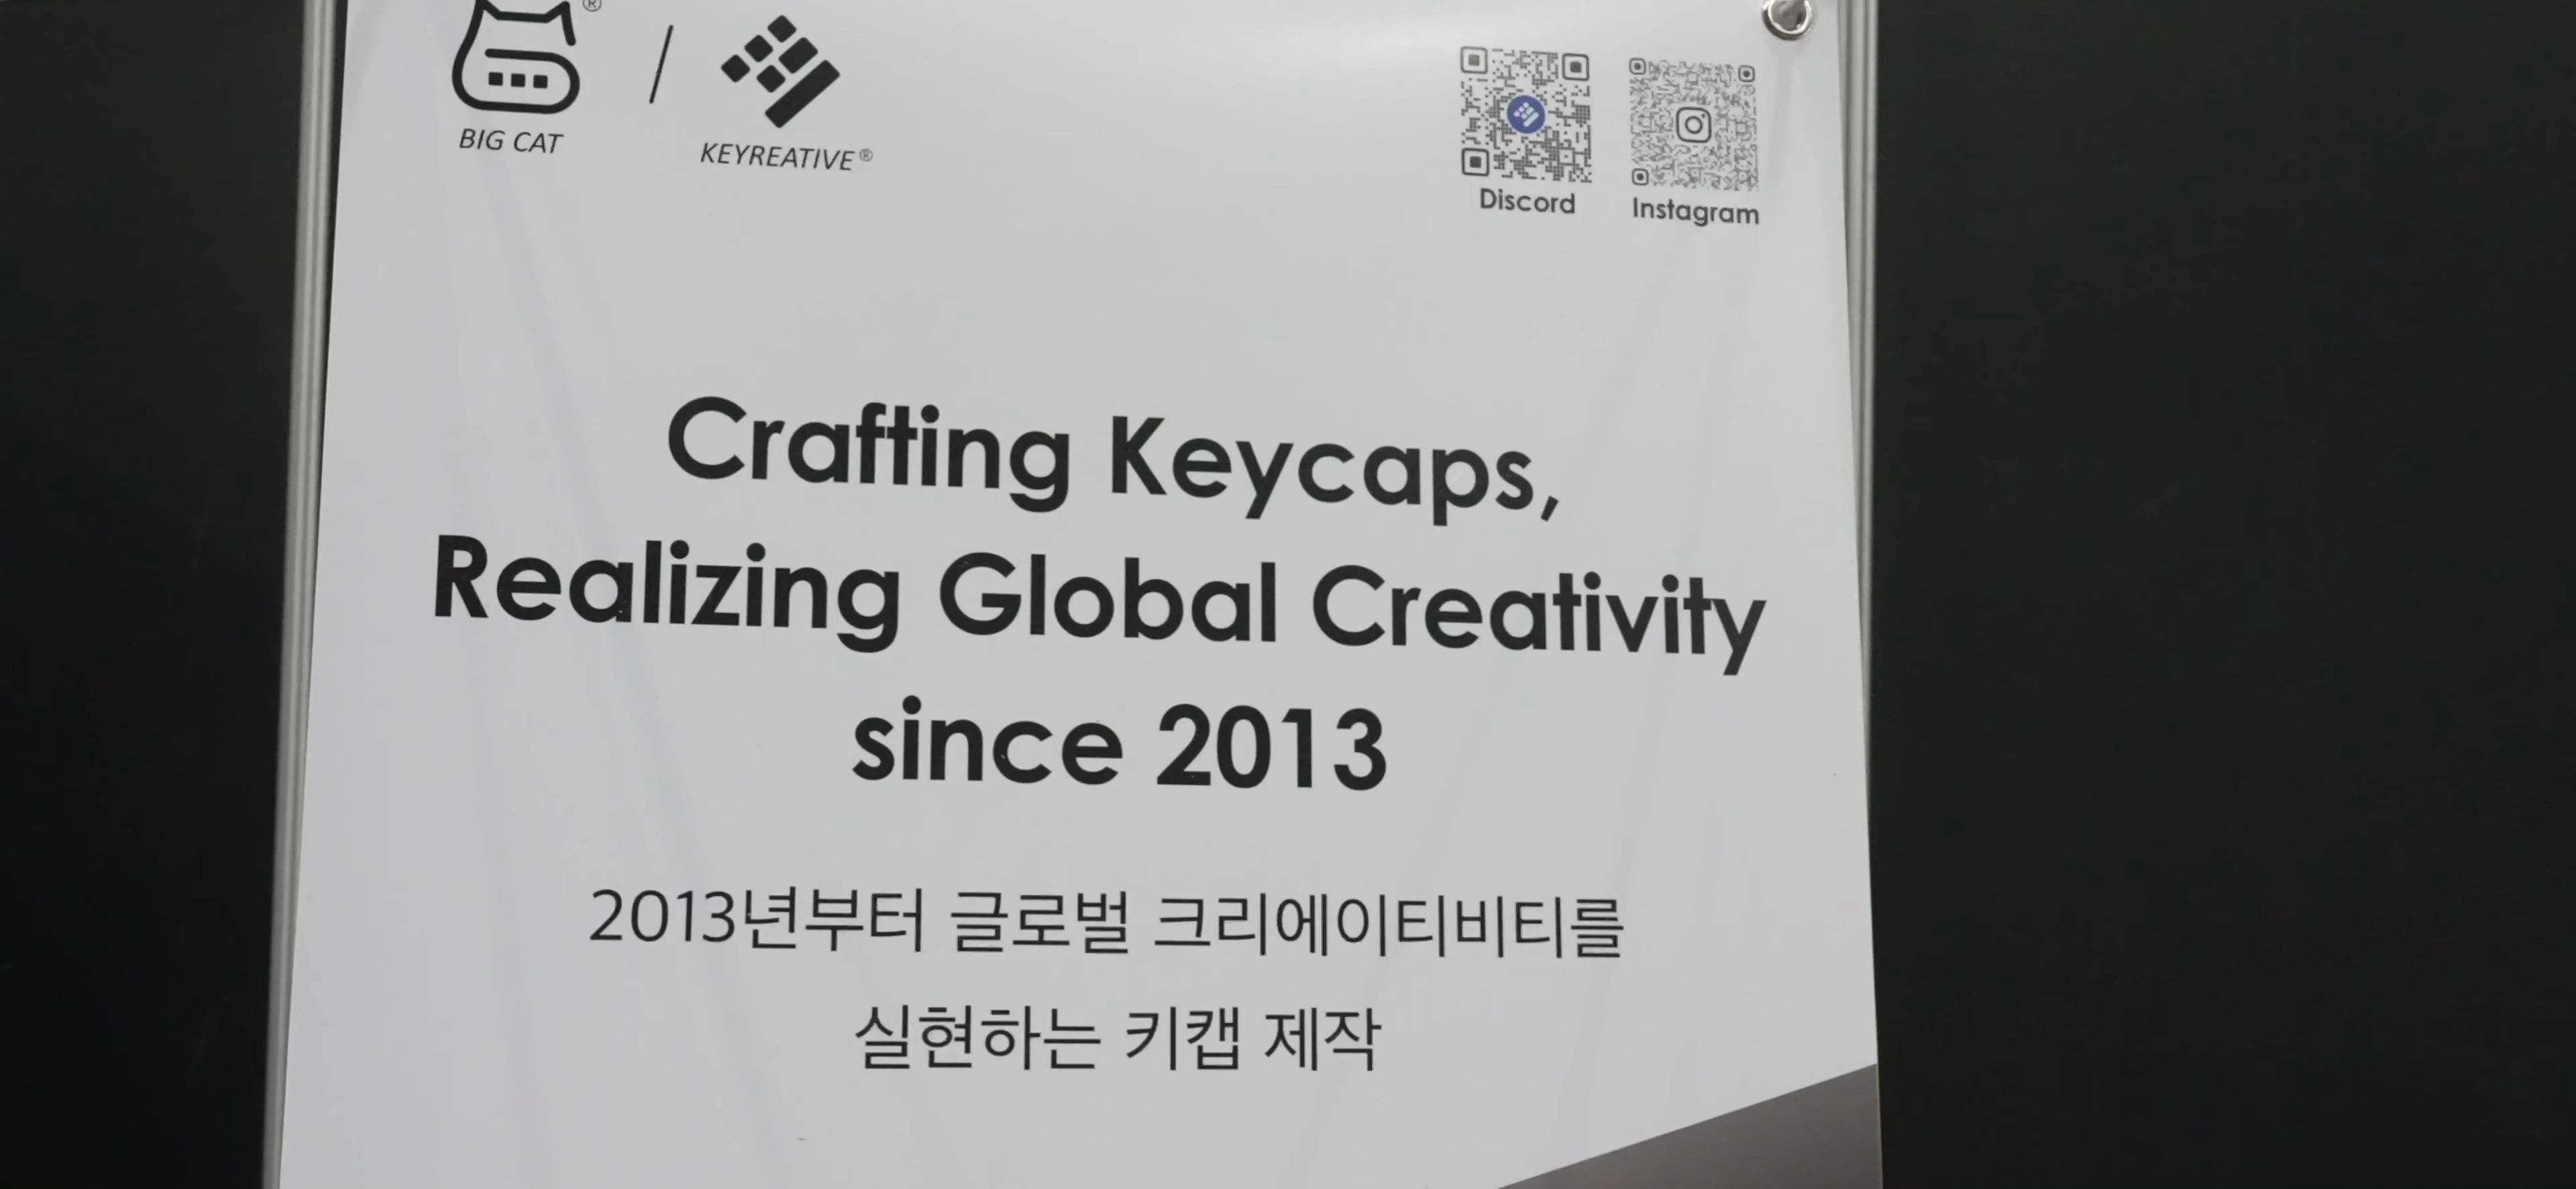 BIG CAT ®
/
KEYREATIVE ®
Discord
Instagram
Crafting Keycaps,
Realizing Global Creativity
since 2013
2013년부터 글로벌 크리에이티비티를
실현하는 키캡 제작